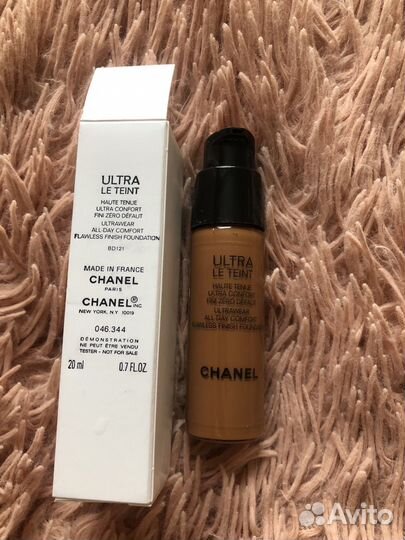 ULTRA
LE TEINT
HAUTE TENUE
ULTRA CONFORT
FINI ZÉRO DÉFAUT
ULTRAWEAR
ALL-DAY COMFORT
FLAWLESS FINISH FOUNDATION
BD121
MADE IN FRANCE
CHANEL
PARIS
CHANEL® INC
NEW YORK, N.Y. 10019
046.344
DÉMONSTRATION
NE PEUT ÊTRE VENDU
TESTER - NOT FOR SALE
20 ml 0.7 FL.OZ.
ULTRA
LE TEINT
HAUTE TENUE
ULTRA CONFORT
FINI ZÉRO DÉFAUT
ULTRAWEAR
ALL-DAY COMFORT
FLAWLESS FINISH FOUNDATION
CHANEL
Avito